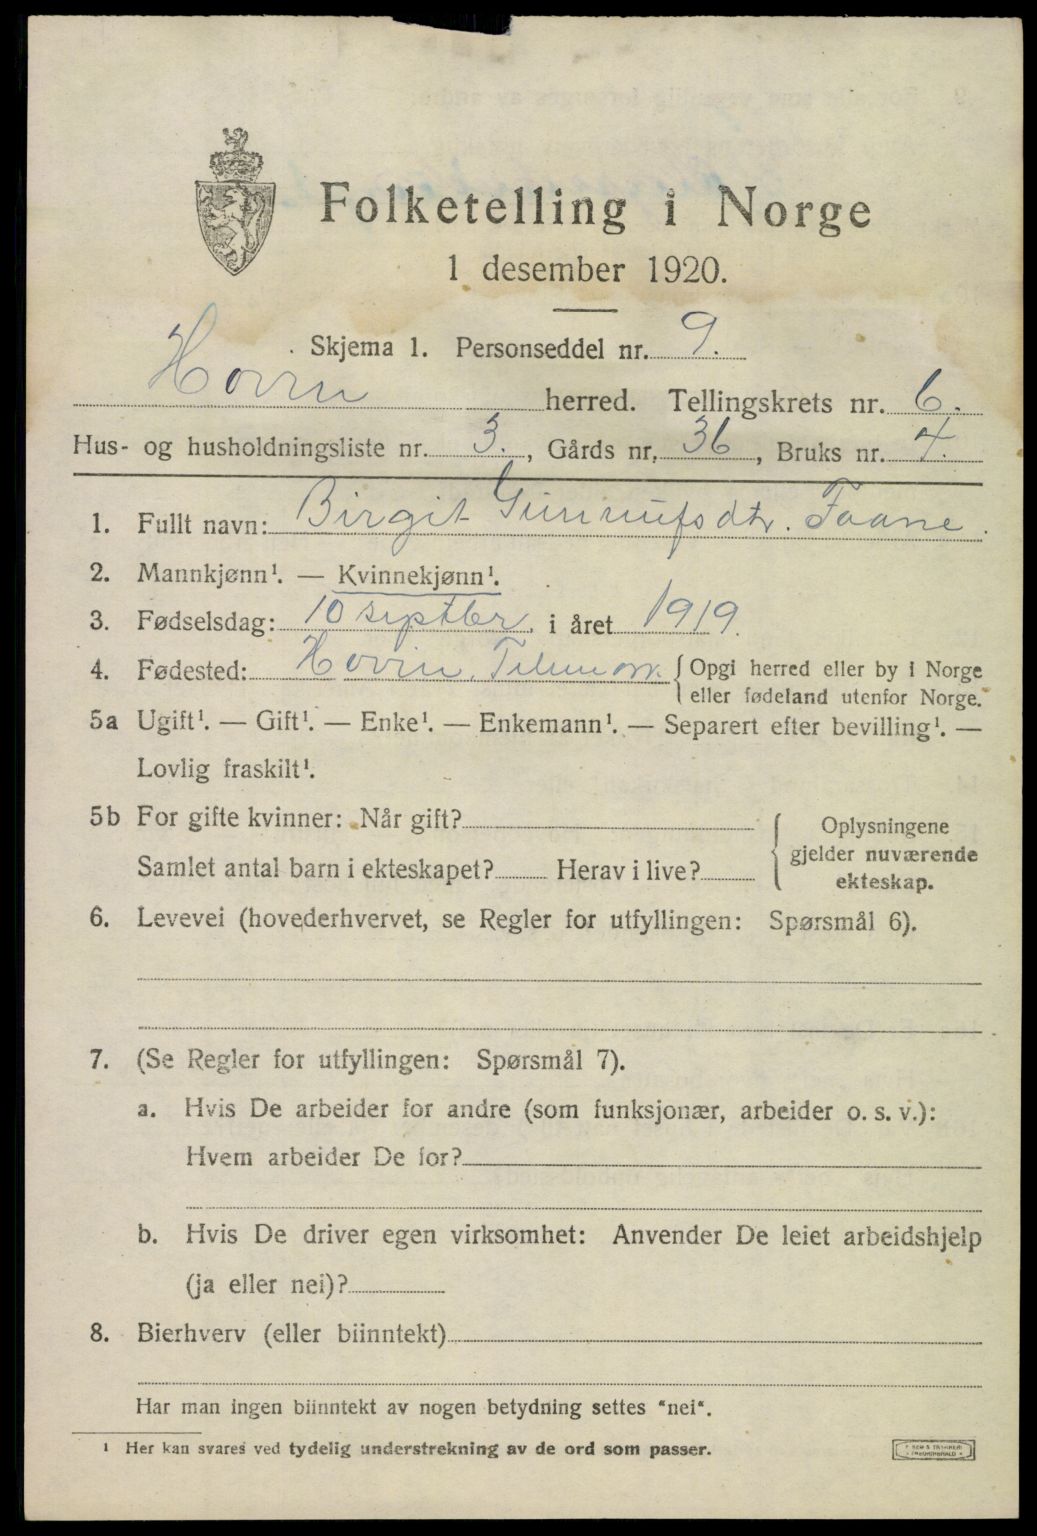 Folketelling i Norge
1 desember 1920.
Skjema 1. Personseddel nr. 9.
Hovin herred. Tellingskrets nr. 6.
Hus- og husholdningsliste nr. 3., Gårds nr. 36, Bruks nr. 4.
1. Fullt navn: Birgit Gunnufsdtr. Faane.
2. Mannkjønn¹. — Kvinnekjønn¹.
3. Fødselsdag: 10 septbr, i året 1919.
4. Fødested: Hovin, Telemark. Opgi herred eller by i Norge
eller fødeland utenfor Norge.
5a Ugift¹. — Gift¹. — Enke¹. — Enkemann¹. — Separert efter bevilling¹. —
Lovlig fraskilt¹.
5b For gifte kvinner: Når gift?
Samlet antal barn i ekteskapet? Herav i live?
Oplysningene
gjelder nuværende
ekteskap.
6. Levevei (hovederhvervet, se Regler for utfyllingen: Spørsmål 6).
7. (Se Regler for utfyllingen: Spørsmål 7).
a. Hvis De arbeider for andre (som funksjonær, arbeider o. s. v.):
Hvem arbeider De for?
b. Hvis De driver egen virksomhet: Anvender De leiet arbeidshjelp
(ja eller nei)?
8. Bierhverv (eller biinntekt)
Har man ingen biinntekt av nogen betydning settes "nei".
¹ Her kan svares ved tydelig understrekning av de ord som passer.